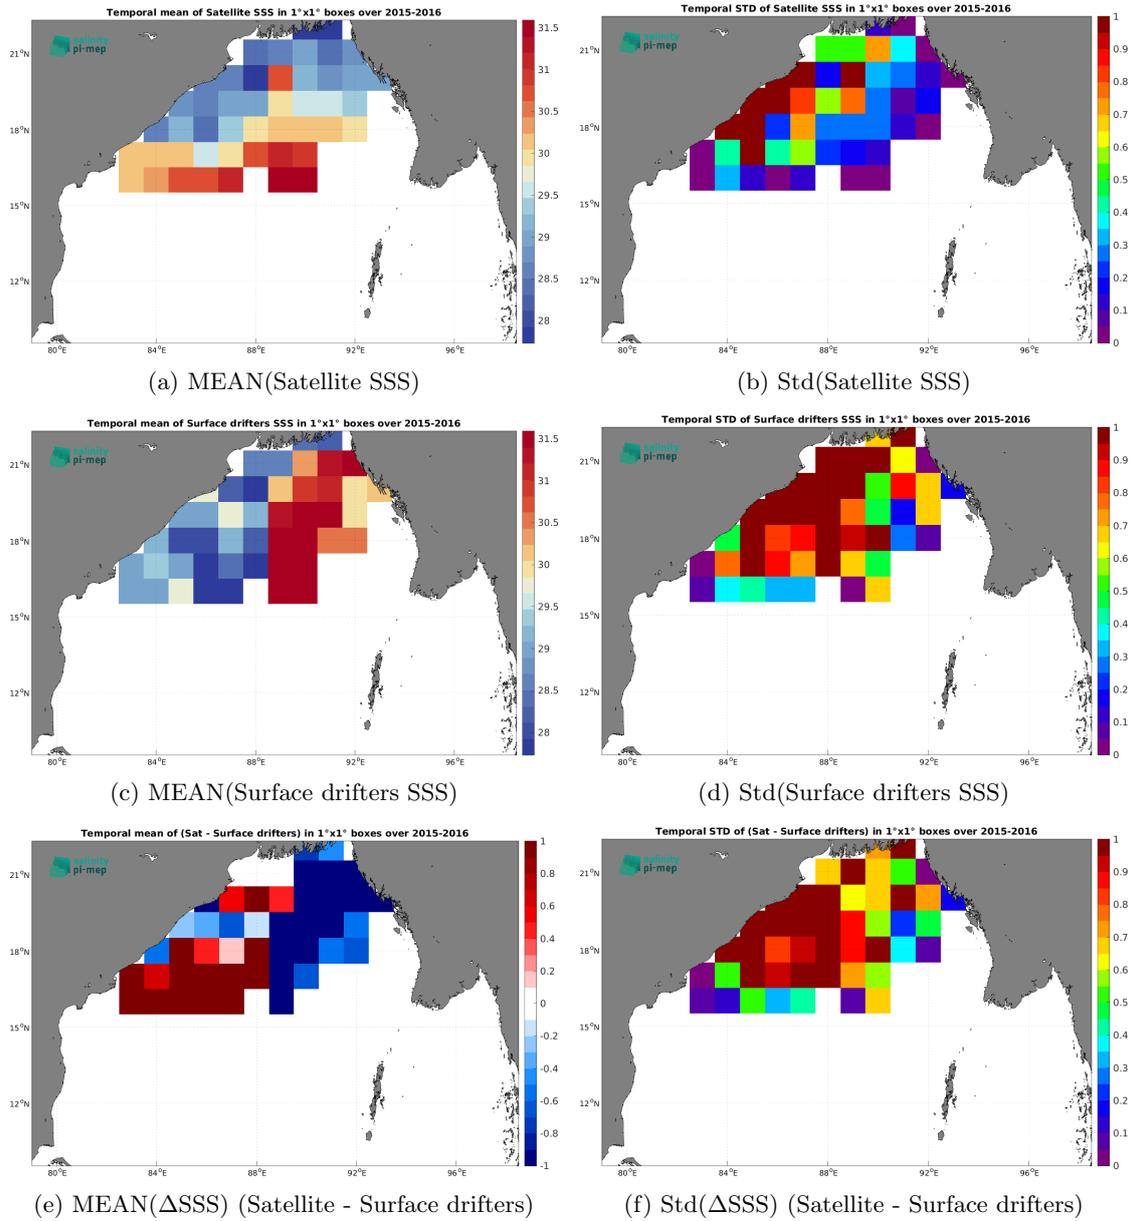 Temporal mean of Satellite SSS in 1°x1° boxes over 2015-2016
salinity
pi-mep
21°N
18°N
15°N
12°N
80°E 84°E 88°E 92°E 96°E
31.5
31
30.5
30
29.5
29
28.5
28
(a) MEAN(Satellite SSS)
Temporal STD of Satellite SSS in 1°x1° boxes over 2015-2016
salinity
pi-mep
21°N
18°N
15°N
12°N
80°E 84°E 88°E 92°E 96°E
1
0.9
0.8
0.7
0.6
0.5
0.4
0.3
0.2
0.1
0
(b) Std(Satellite SSS)
Temporal mean of Surface drifters SSS in 1°x1° boxes over 2015-2016
salinity
pi-mep
21°N
18°N
15°N
12°N
80°E 84°E 88°E 92°E 96°E
31.5
31
30.5
30
29.5
29
28.5
28
(c) MEAN(Surface drifters SSS)
Temporal STD of Surface drifters SSS in 1°x1° boxes over 2015-2016
salinity
pi-mep
21°N
18°N
15°N
12°N
80°E 84°E 88°E 92°E 96°E
1
0.9
0.8
0.7
0.6
0.5
0.4
0.3
0.2
0.1
0
(d) Std(Surface drifters SSS)
Temporal mean of (Sat - Surface drifters) in 1°x1° boxes over 2015-2016
salinity
pi-mep
21°N
18°N
15°N
12°N
80°E 84°E 88°E 92°E 96°E
1
0.8
0.6
0.4
0.2
0
-0.2
-0.4
-0.6
-0.8
-1
(e) MEAN(ΔSSS) (Satellite - Surface drifters)
Temporal STD of (Sat - Surface drifters) in 1°x1° boxes over 2015-2016
salinity
pi-mep
21°N
18°N
15°N
12°N
80°E 84°E 88°E 92°E 96°E
1
0.9
0.8
0.7
0.6
0.5
0.4
0.3
0.2
0.1
0
(f) Std(ΔSSS) (Satellite - Surface drifters)